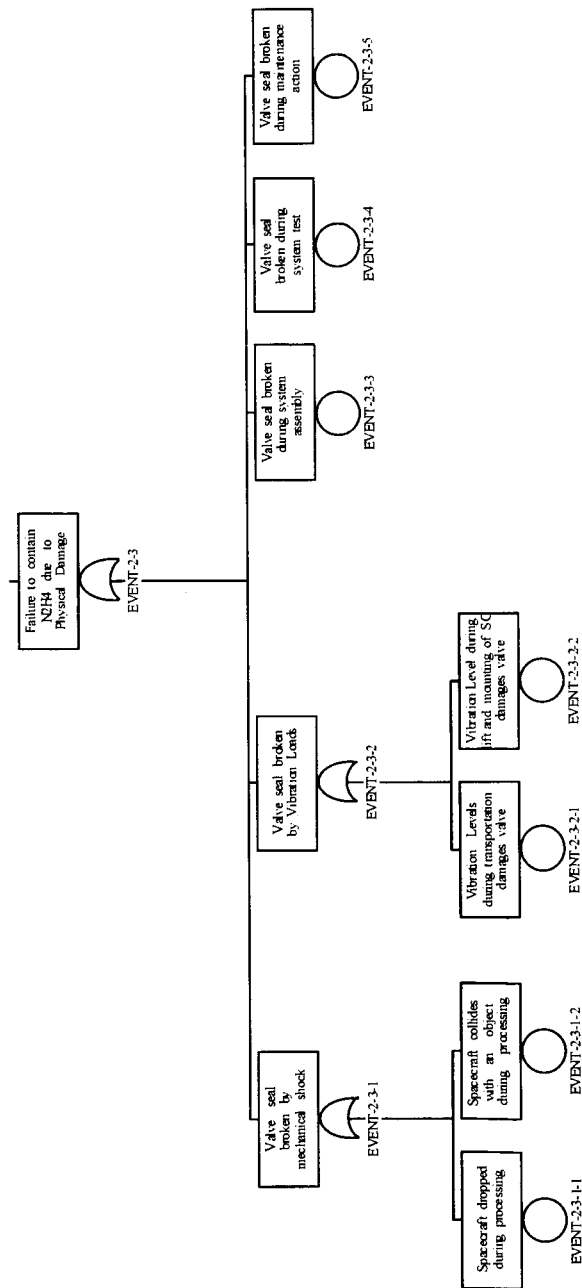 Failure to contain
N2H4 due to
Physical Damage
EVENT-2-3
Valve seal
broken by
mechanical shock
EVENT-2-3-1
Valve seal broken
by Vibration Loads
EVENT-2-3-2
Valve seal broken
during system
assembly
EVENT-2-3-3
Valve seal
broken during
system test
EVENT-2-3-4
Valve seal broken
during maintenance
action
EVENT-2-3-5
Spacecraft dropped
during processing
EVENT-2-3-1-1
Spacecraft collides
with an object
during processing
EVENT-2-3-1-2
Vibration Levels
during transportation
damages valve
EVENT-2-3-2-1
Vibration Level during
lift and mounting of SC
damages valve
EVENT-2-3-2-2